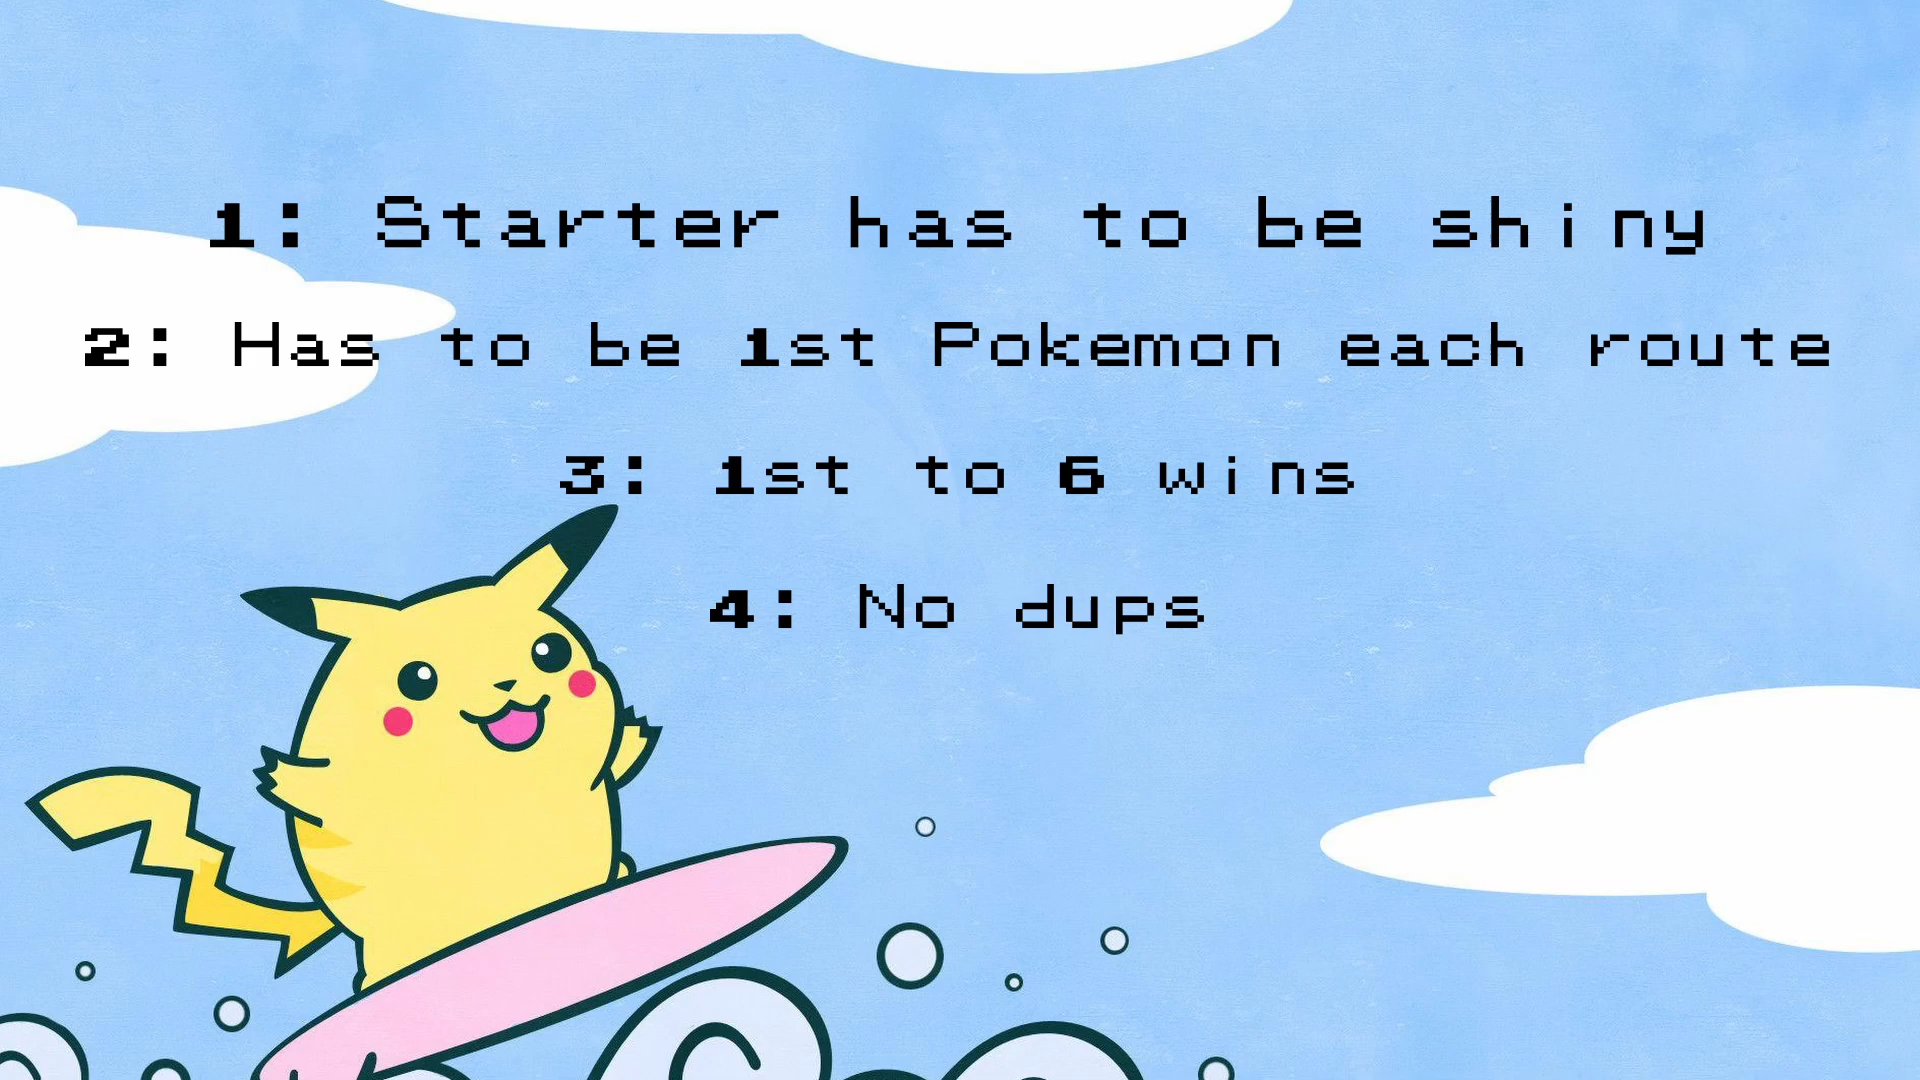 1: Starter has to be shiny
2: Has to be 1st Pokemon each route
3: 1st to 6 wins
4: No dups